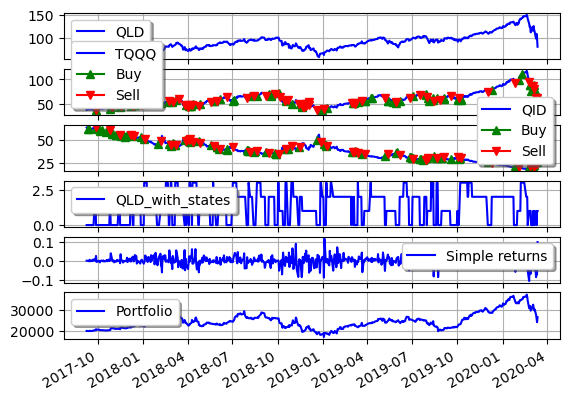 150
100
QLD
TQQQ
Buy
Sell
100
50
QID
Buy
Sell
50
25
2.5
0.0
QLD_with_states
0.1
0.0
−0.1
Simple returns
30000
20000
Portfolio
2017-10
2018-01
2018-04
2018-07
2018-10
2019-01
2019-04
2019-07
2019-10
2020-01
2020-04